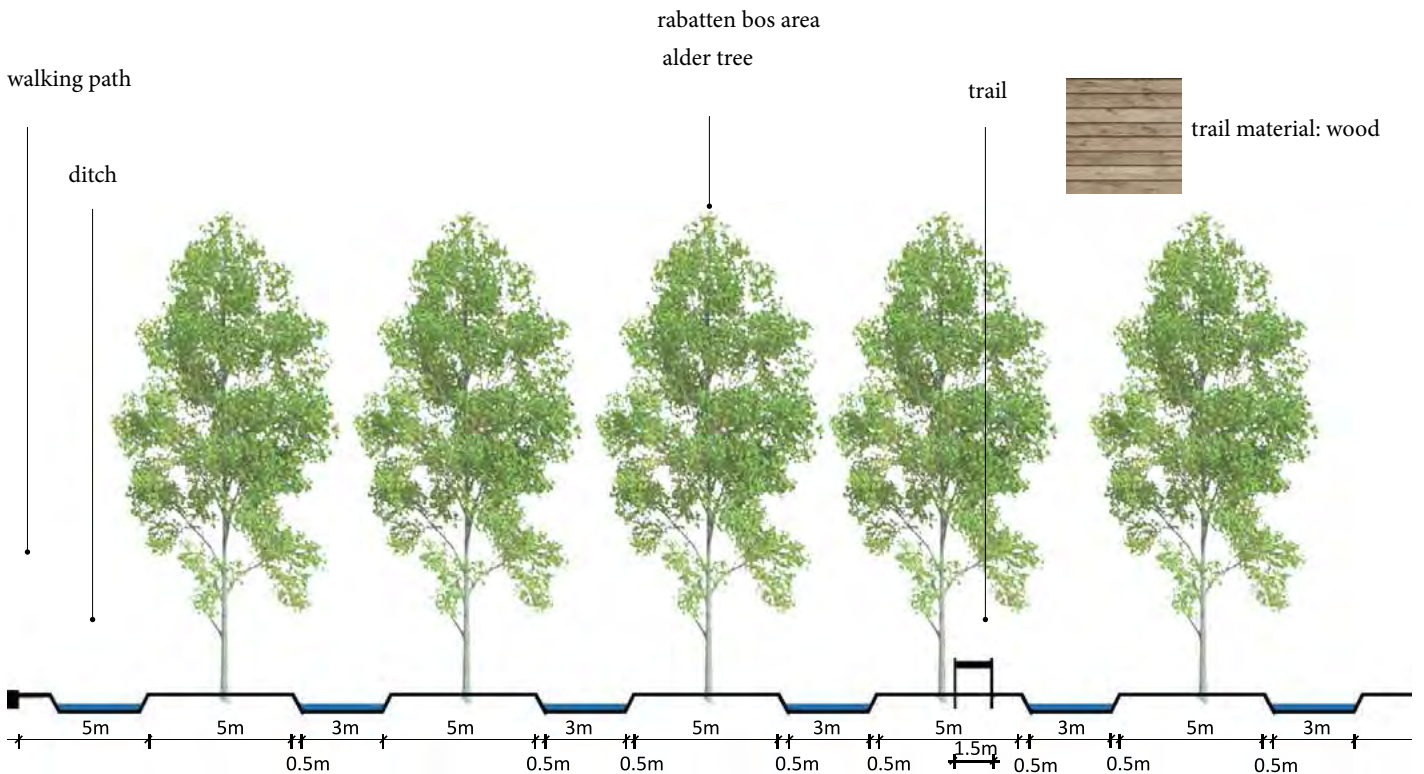 rabatten bos area
alder tree
walking path
trail
trail material: wood
ditch
5m 5m 3m 5m 3m 5m 3m 5m 3m 5m 3m
1.5m
0.5m 0.5m 0.5m 0.5m 0.5m 0.5m 0.5m 0.5m